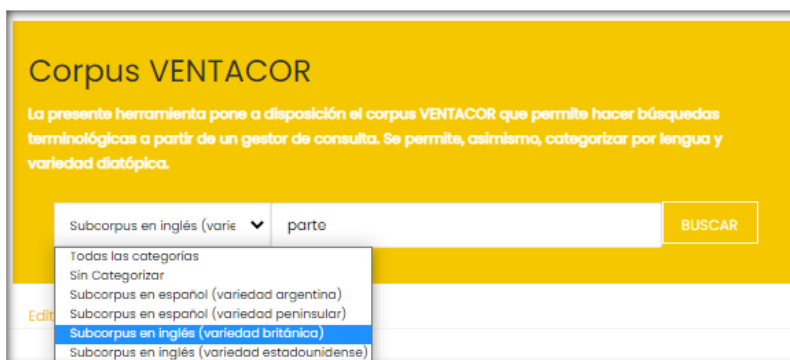 Corpus VENTACOR
La presente herramienta pone a disposición el corpus VENTACOR que permite hacer búsquedas
terminológicas a partir de un gestor de consulta. Se permite, asimismo, categorizar por lengua y
variedad diatópica.
Subcorpus en inglés (varie parte BUSCAR
Todas las categorías
Sin Categorizar
Subcorpus en español (variedad argentina)
Subcorpus en español (variedad peninsular)
Edit
Subcorpus en inglés (variedad británica)
Subcorpus en inglés (variedad estadounidense)